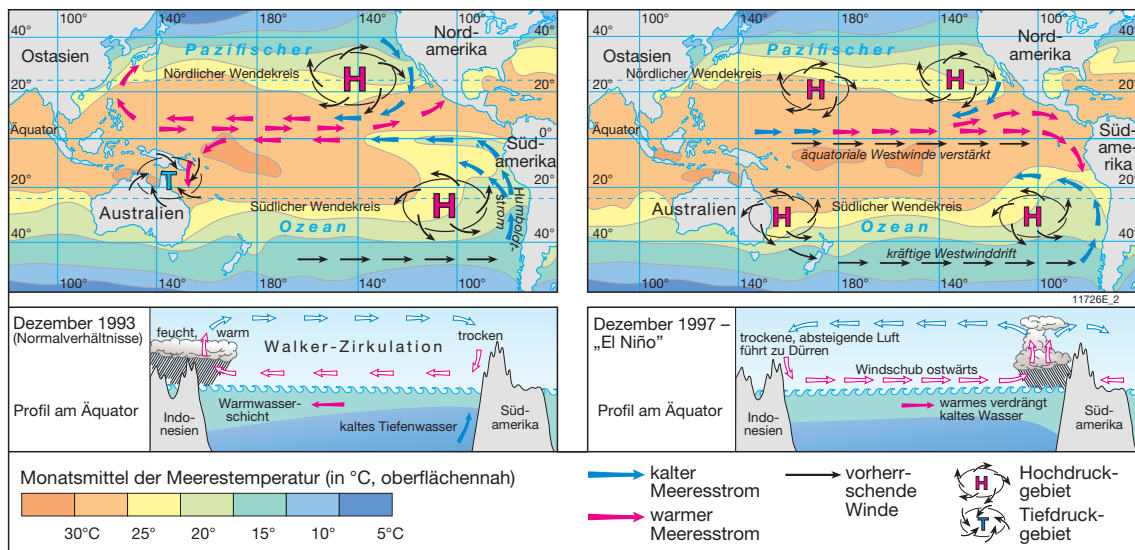 100° 140° 180° 140° 100°
40° 40°
Ostasien
Nord-
amerika
Pazifischer
Nördlicher Wendekreis
H
20° 20°
Äquator
0°
Süd-
amerika
T
20° 20°
Australien
Südlicher Wendekreis
H
Humboldt-
strom
Ozean
40° 40°
100° 140° 180° 140° 100°
100° 140° 180° 140° 100°
40° 40°
Ostasien
Nord-
amerika
Pazifischer
Nördlicher Wendekreis
H
H
20° 20°
Äquator
0°
äquatoriale Westwinde verstärkt
Süd-
ame-
rika
20° 20°
Australien
Südlicher Wendekreis
H
H
Ozean
40° 40°
kräftige Westwinddrift
100° 140° 180° 140° 100°
11726E_2
Dezember 1993
(Normalverhältnisse)
Profil am Äquator
feucht, warm
Walker-Zirkulation
trocken
Warmwasser-
schicht
kaltes Tiefenwasser
Indo-
nesien
Süd-
amerika
Dezember 1997 –
„El Niño”
Profil am Äquator
trockene, absteigende Luft
führt zu Dürren
Windschub ostwärts
warmes verdrängt
kaltes Wasser
Indo-
nesien
Süd-
amerika
Monatsmittel der Meerestemperatur (in °C, oberflächennah)
30°C 25° 20° 15° 10° 5°C
kalter
Meeresstrom
warmer
Meeresstrom
vorherr-
schende
Winde
H
Hochdruck-
gebiet
T
Tiefdruck-
gebiet